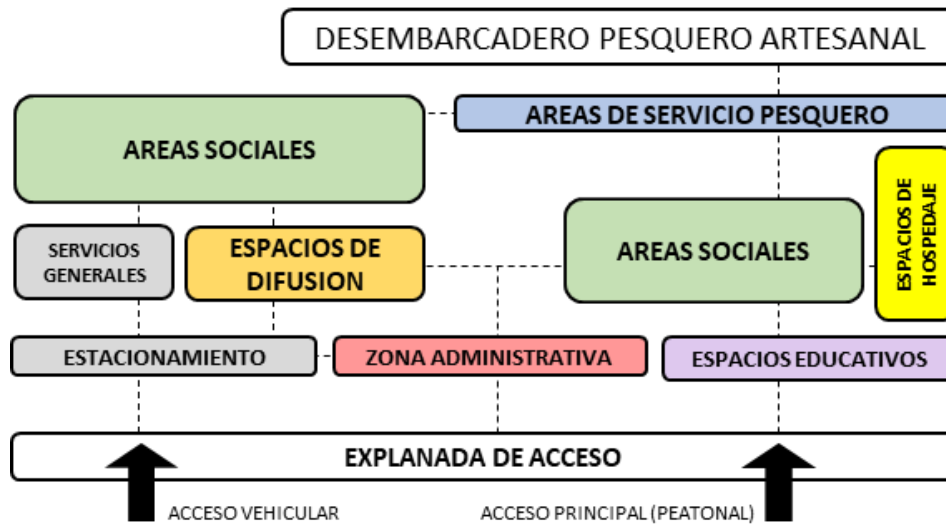 DESEMBARCADERO PESQUERO ARTESANAL
AREAS DE SERVICIO PESQUERO
AREAS SOCIALES
ESPACIOS DE
HOSPEDAJE
SERVICIOS
GENERALES
ESPACIOS DE
DIFUSION
AREAS SOCIALES
ESTACIONAMIENTO
ZONA ADMINISTRATIVA
ESPACIOS EDUCATIVOS
EXPLANADA DE ACCESO
ACCESO VEHICULAR
ACCESO PRINCIPAL (PEATONAL)